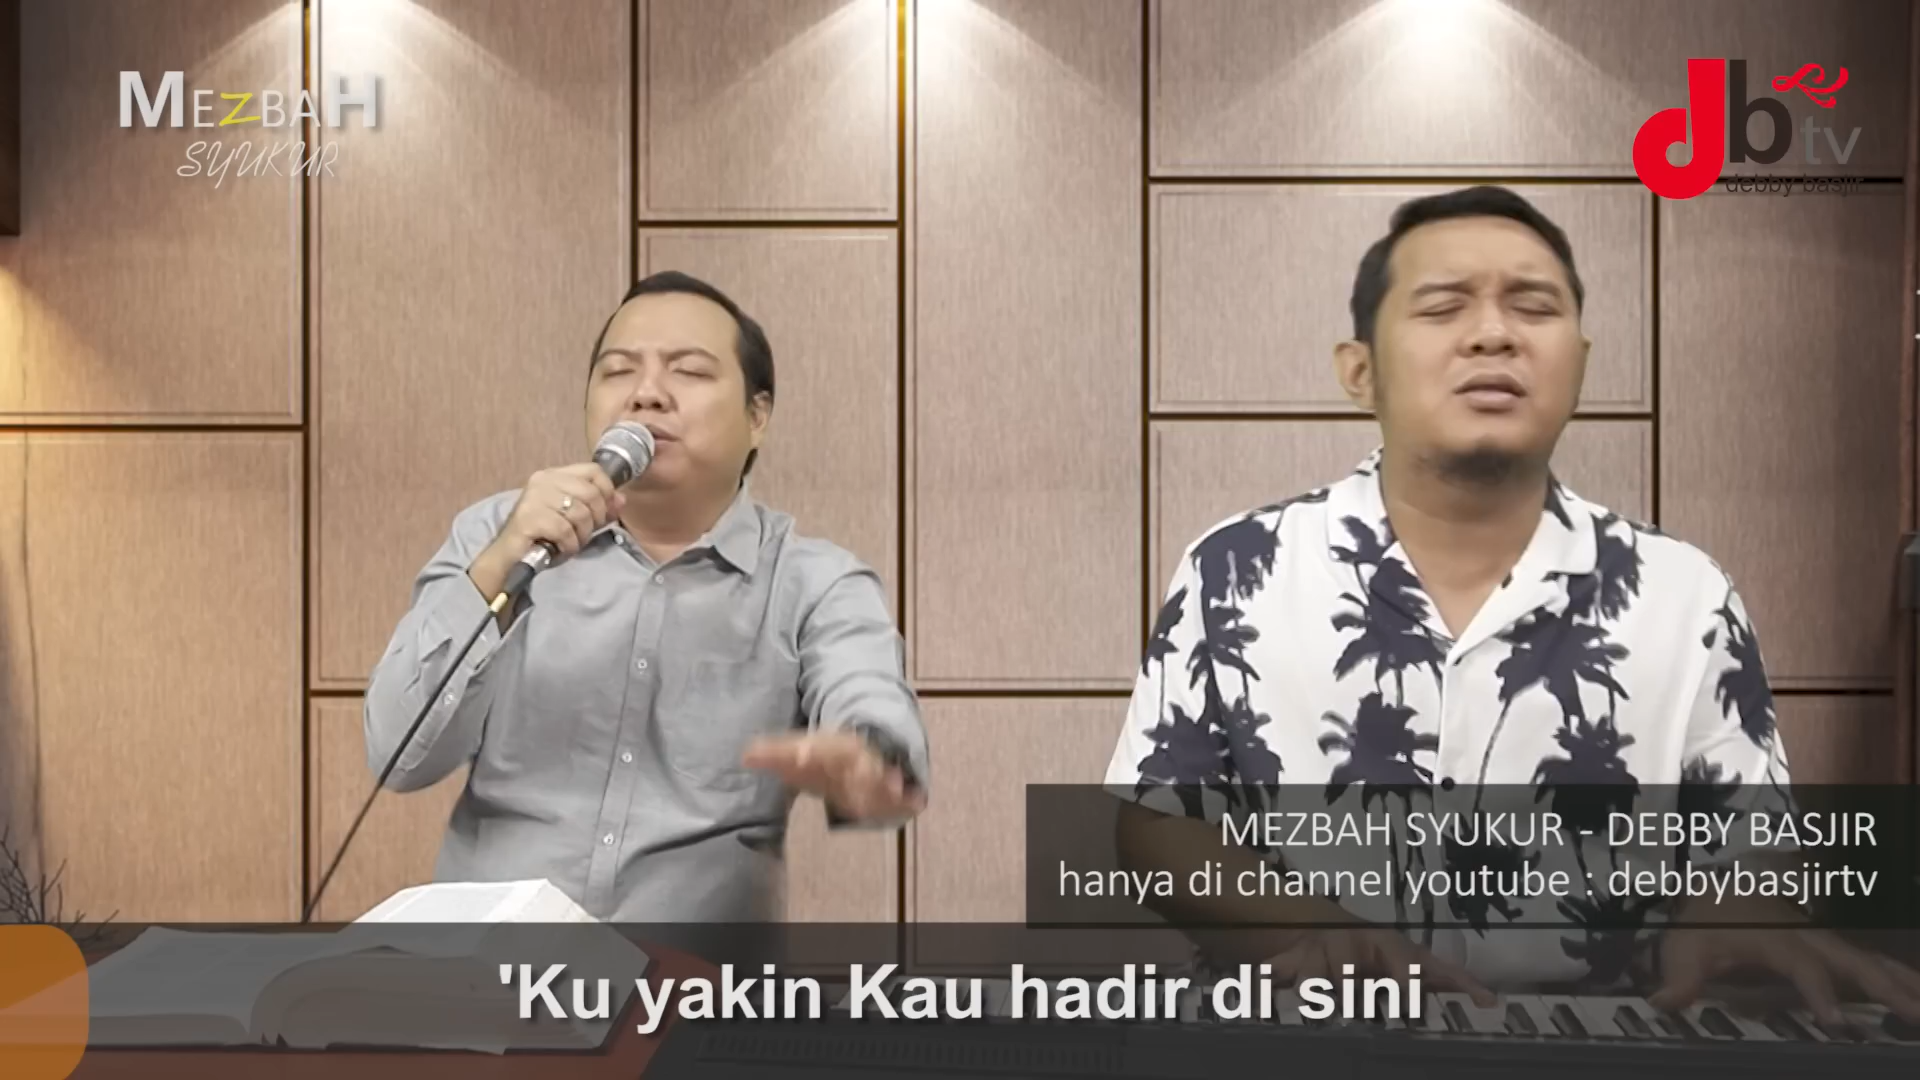 MEZBAH
SYUKUR
db tv
debby basjir
MEZBAH SYUKUR - DEBBY BASJIR
hanya di channel youtube : debbybasjirtv
'Ku yakin Kau hadir di sini